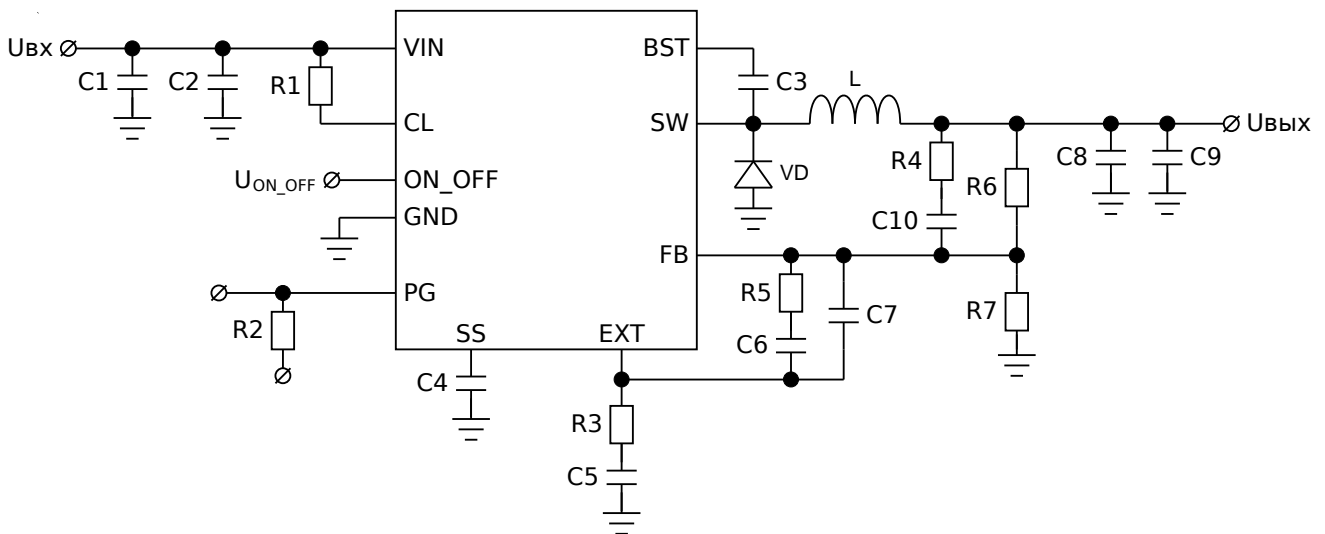 Uвх
VIN
BST
C1
C2
R1
C3
L
CL
SW
Uвых
R4
C8
C9
UON_OFF
ON_OFF
VD
R6
GND
C10
FB
PG
R5
R7
C7
R2
SS
EXT
C6
C4
R3
C5